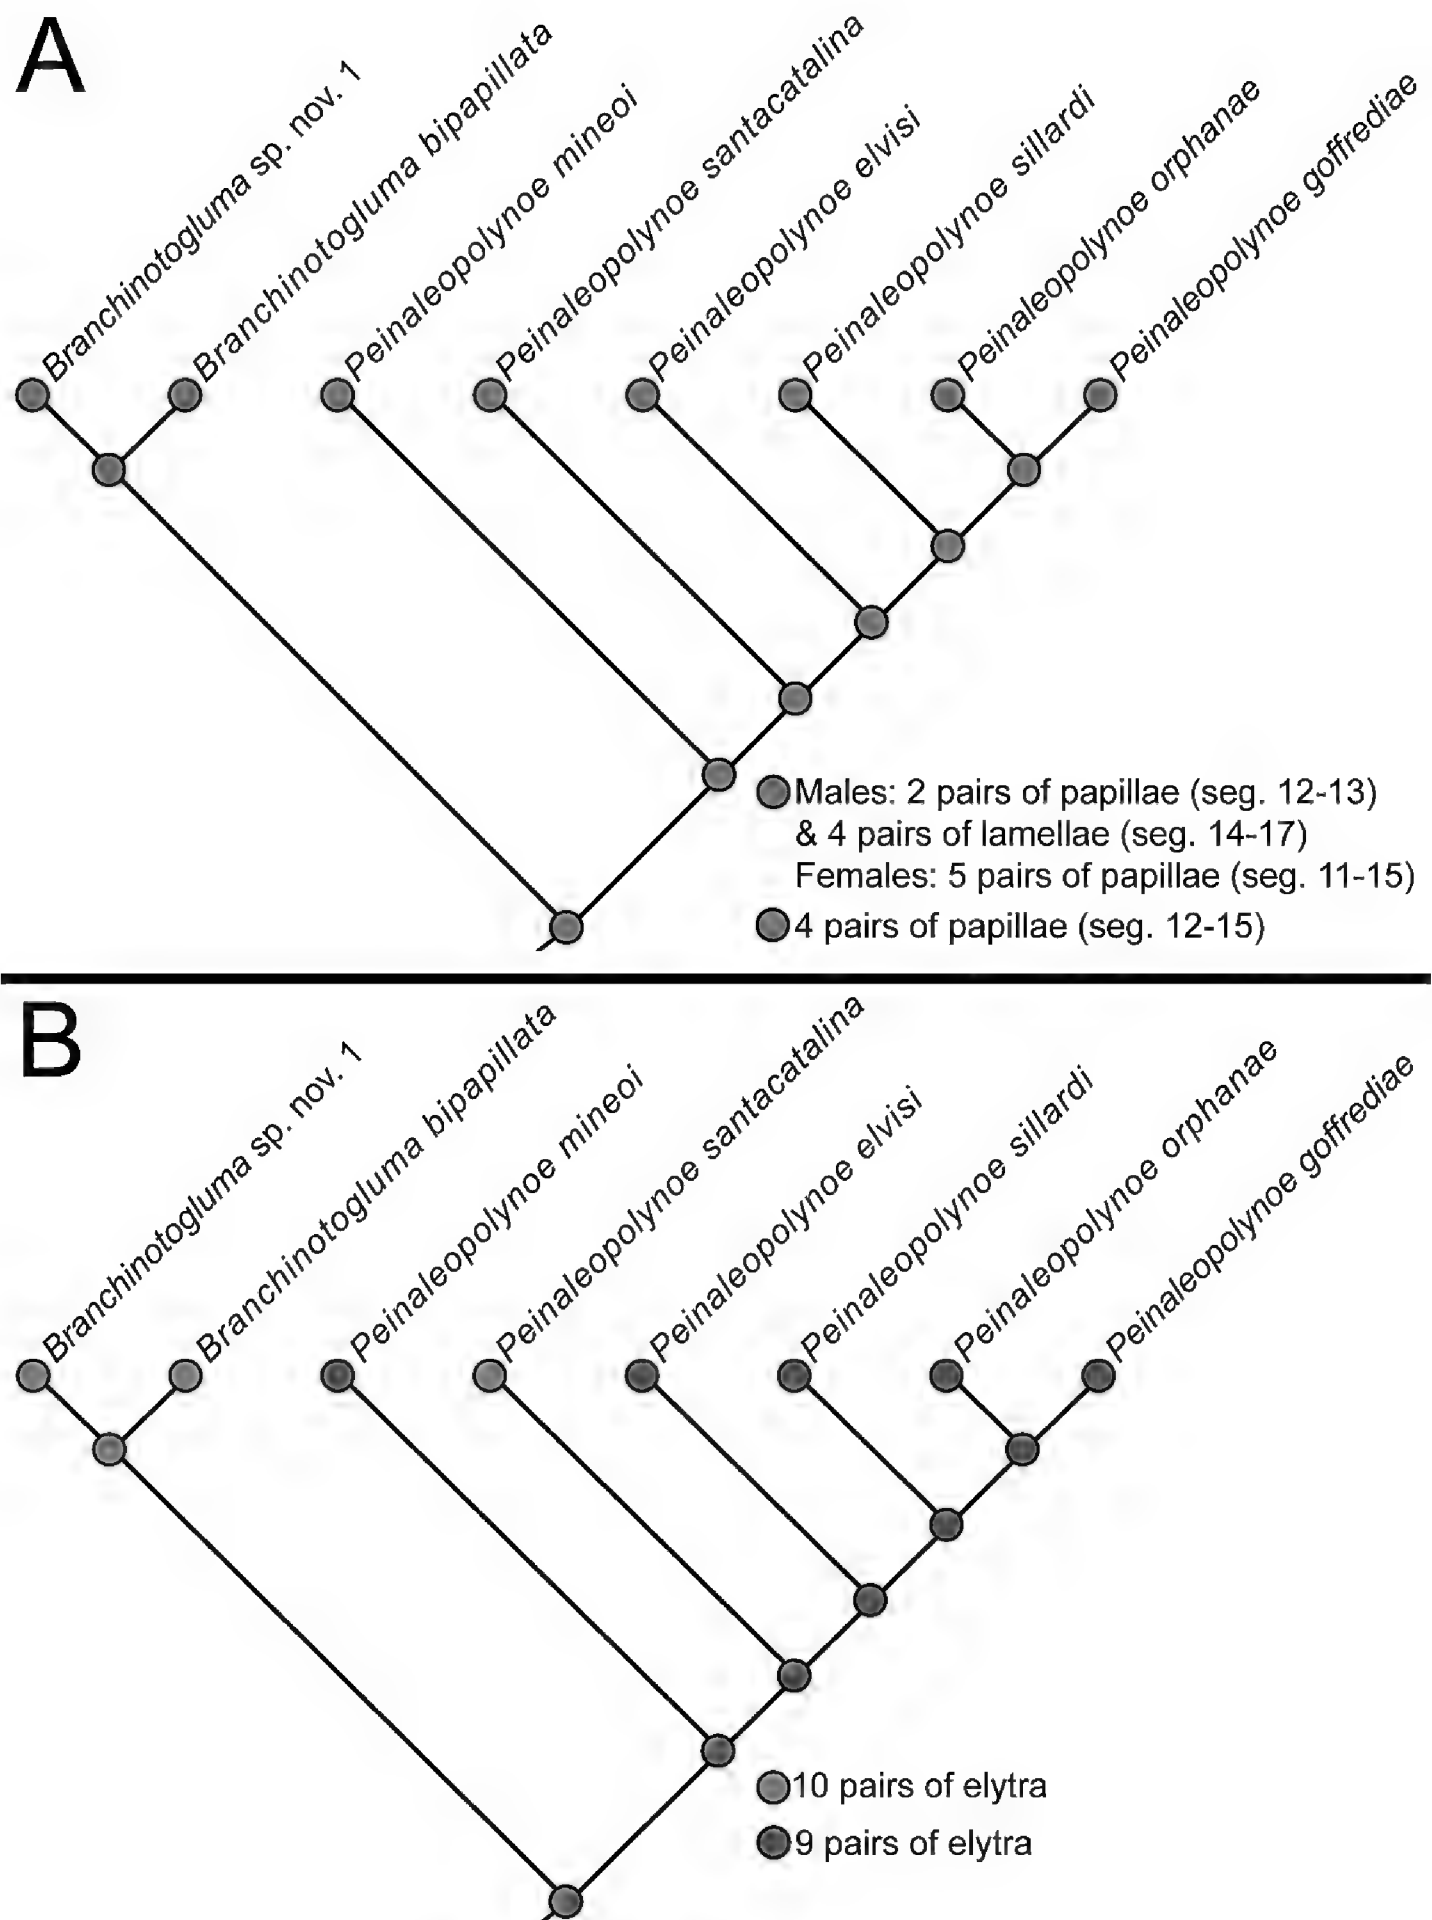 A
Branchinotogluma sp. nov. 1
Branchinotogluma bipapillata
Peinaleopolynoe mineoi
Peinaleopolynoe santacatalina
Peinaleopolynoe elvisi
Peinaleopolynoe sillardi
Peinaleopolynoe orphanae
Peinaleopolynoe goffrediae
Males: 2 pairs of papillae (seg. 12-13)
& 4 pairs of lamellae (seg. 14-17)
Females: 5 pairs of papillae (seg. 11-15)
4 pairs of papillae (seg. 12-15)
B
Branchinotogluma sp. nov. 1
Branchinotogluma bipapillata
Peinaleopolynoe mineoi
Peinaleopolynoe santacatalina
Peinaleopolynoe elvisi
Peinaleopolynoe sillardi
Peinaleopolynoe orphanae
Peinaleopolynoe goffrediae
10 pairs of elytra
9 pairs of elytra